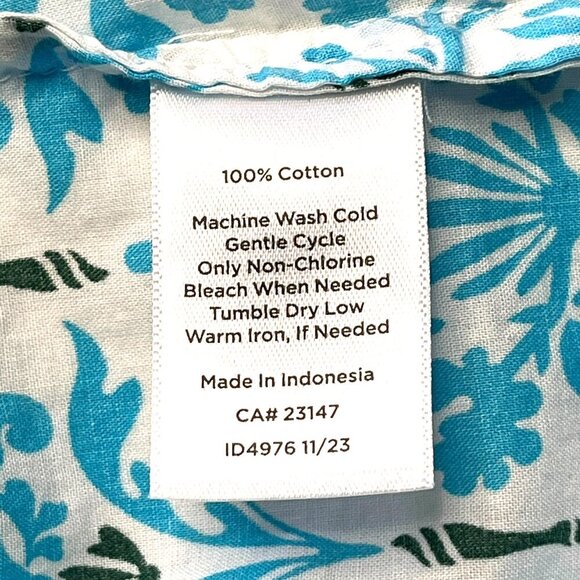 100% Cotton
Machine Wash Cold
Gentle Cycle
Only Non-Chlorine
Bleach When Needed
Tumble Dry Low
Warm Iron, If Needed
Made In Indonesia
CA# 23147
ID4976 11/23